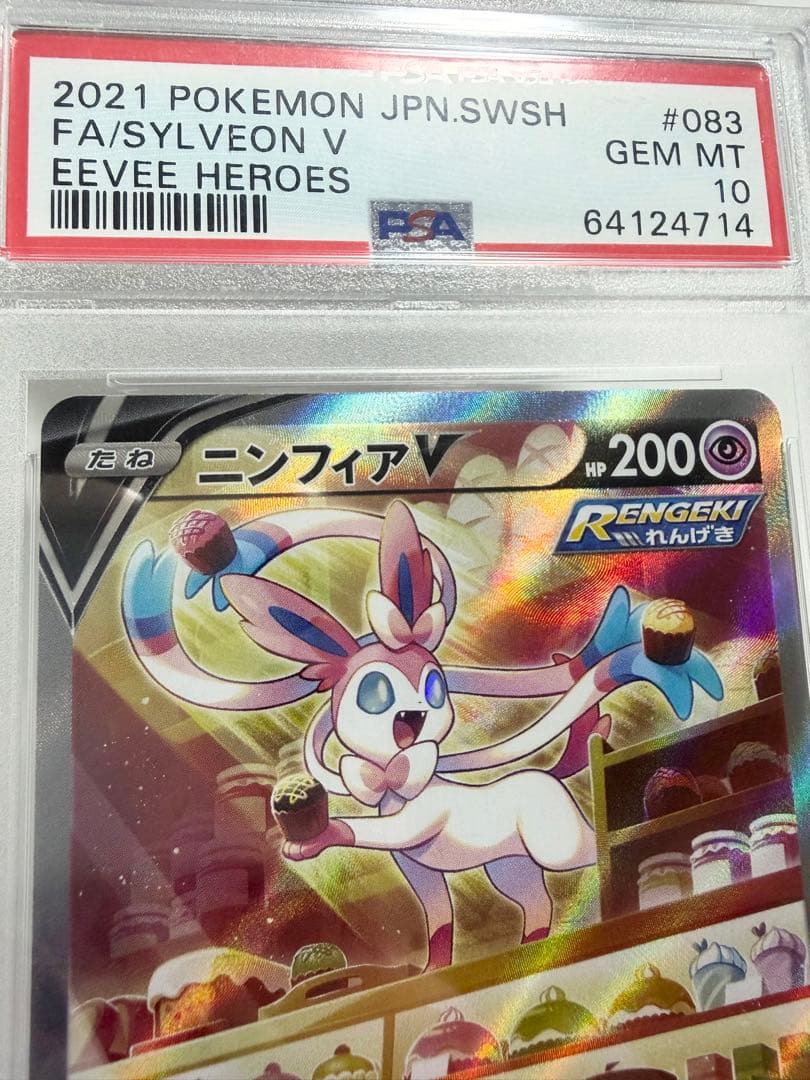 2021 POKEMON JPN.SWSH
#083
FA/SYLVEON V
GEM MT
EEVEE HEROES
10
PSA
64124714
たね
ニンフィアV
HP200
RENGEKI
れんげき